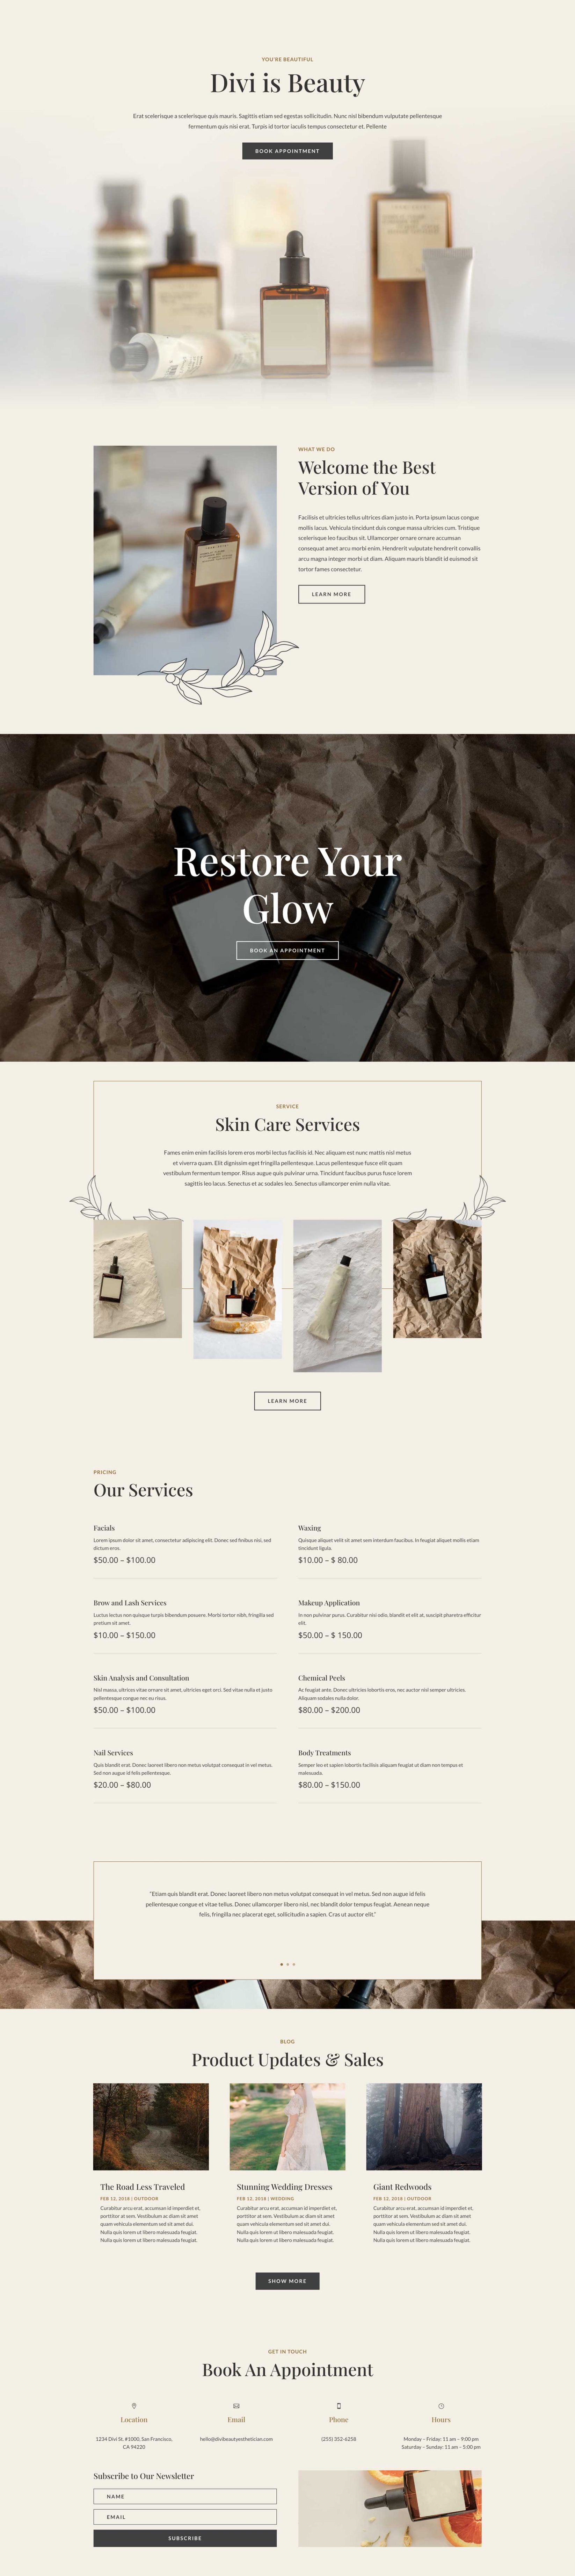 YOU'RE BEAUTIFUL
Divi is Beauty
Erat scelerisque a scelerisque quis mauris. Sagittis etiam sed egestas sollicitudin. Nunc nisl bibendum vulputate pellentesque
fermentum quis nisi erat. Turpis id tortor iaculis tempus consectetur et. Pellente
BOOK APPOINTMENT
WHAT WE DO
Welcome the Best
Version of You
Facilisis et ultricies tellus ultrices diam justo in. Porta ipsum lacus congue
mollis lacus. Vehicula tincidunt duis congue massa ultricies cum. Tristique
scelerisque leo faucibus sit. Ullamcorper ornare ornare accumsan
consequat amet arcu morbi enim. Hendrerit vulputate hendrerit convallis
arcu magna integer morbi ut diam. Aliquam mauris blandit id euismod sit
tortor fames consectetur.
LEARN MORE
Restore Your
Glow
BOOK AN APPOINTMENT
SERVICE
Skin Care Services
Fames enim enim facilisis lorem eros morbi lectus facilisis id. Nec aliquam est nunc mattis nisl metus
et viverra quam. Elit dignissim eget fringilla pellentesque. Lacus pellentesque fusce elit quam
vestibulum fermentum tempor. Risus augue quis pulvinar urna. Tincidunt faucibus purus fusce lorem
sagittis leo lacus. Senectus et ac sodales leo. Senectus ullamcorper enim nulla vitae.
LEARN MORE
PRICING
Our Services
Facials
Lorem ipsum dolor sit amet, consectetur adipiscing elit. Donec sed finibus nisi, sed
dictum eros.
$50.00 – $100.00
Waxing
Quisque aliquet velit sit amet sem interdum faucibus. In feugiat aliquet mollis etiam
tincidunt ligula.
$10.00 – $ 80.00
Brow and Lash Services
Luctus lectus non quisque turpis bibendum posuere. Morbi tortor nibh, fringilla sed
pretium sit amet.
$10.00 – $150.00
Makeup Application
In non pulvinar purus. Curabitur nisi odio, blandit et elit at, suscipit pharetra efficitur
elit.
$50.00 – $ 150.00
Skin Analysis and Consultation
Nisl massa, ultrices vitae ornare sit amet, ultricies eget orci. Sed vitae nulla et justo
pellentesque congue nec eu risus.
$50.00 – $100.00
Chemical Peels
Ac feugiat ante. Donec ultricies lobortis eros, nec auctor nisl semper ultricies.
Aliquam sodales nulla dolor.
$80.00 – $200.00
Nail Services
Quis blandit erat. Donec laoreet libero non metus volutpat consequat in vel metus.
Sed non augue id felis pellentesque.
$20.00 – $80.00
Body Treatments
Semper leo et sapien lobortis facilisis aliquam feugiat ut diam non tempus et
malesuada.
$80.00 – $150.00
"Etiam quis blandit erat. Donec laoreet libero non metus volutpat consequat in vel metus. Sed non augue id felis
pellentesque congue et vitae tellus. Donec ullamcorper libero nisl, nec blandit dolor tempus feugiat. Aenean neque
felis, fringilla nec placerat eget, sollicitudin a sapien. Cras ut auctor elit."
BLOG
Product Updates & Sales
The Road Less Traveled
FEB 12, 2018 | OUTDOOR
Curabitur arcu erat, accumsan id imperdiet et,
porttitor at sem. Vestibulum ac diam sit amet
quam vehicula elementum sed sit amet dui.
Nulla quis lorem ut libero malesuada feugiat.
Nulla quis lorem ut libero malesuada feugiat.
Stunning Wedding Dresses
FEB 12, 2018 | WEDDING
Curabitur arcu erat, accumsan id imperdiet et,
porttitor at sem. Vestibulum ac diam sit amet
quam vehicula elementum sed sit amet dui.
Nulla quis lorem ut libero malesuada feugiat.
Nulla quis lorem ut libero malesuada feugiat.
Giant Redwoods
FEB 12, 2018 | OUTDOOR
Curabitur arcu erat, accumsan id imperdiet et,
porttitor at sem. Vestibulum ac diam sit amet
quam vehicula elementum sed sit amet dui.
Nulla quis lorem ut libero malesuada feugiat.
Nulla quis lorem ut libero malesuada feugiat.
SHOW MORE
GET IN TOUCH
Book An Appointment
Location
1234 Divi St. #1000, San Francisco,
CA 94220
Email
hello@divibeautyesthetician.com
Phone
(255) 352-6258
Hours
Monday – Friday: 11 am – 9:00 pm
Saturday – Sunday: 11 am – 5:00 pm
Subscribe to Our Newsletter
NAME
EMAIL
SUBSCRIBE